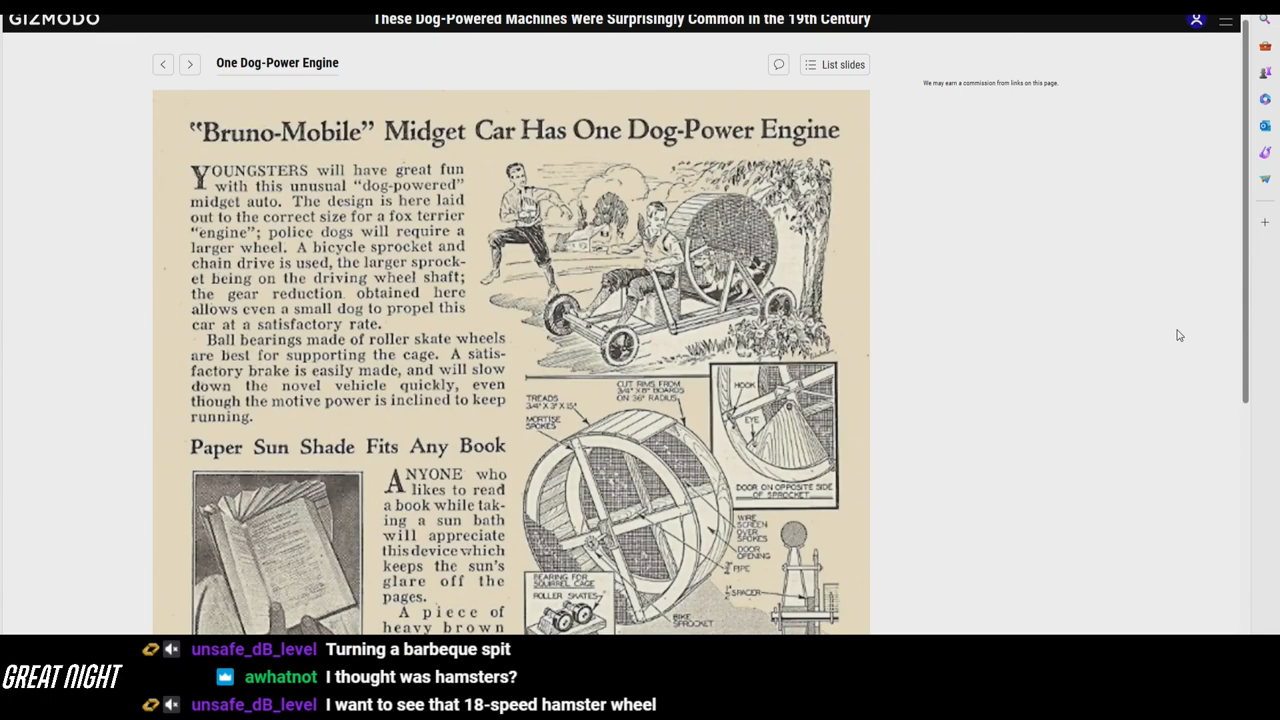 GIZMODO
These Dog-Powered Machines Were Surprisingly Common in the 19th Century
One Dog-Power Engine
List slides
We may earn a commission from links on this page.
"Bruno-Mobile" Midget Car Has One Dog-Power Engine
YOUNGSTERS will have great fun
with this unusual "dog-powered"
midget auto. The design is here laid
out to the correct size for a fox terrier
"engine"; police dogs will require a
larger wheel. A bicycle sprocket and
chain drive is used, the larger sprock-
et being on the driving wheel shaft;
the gear reduction obtained here
allows even a small dog to propel this
car at a satisfactory rate.
Ball bearings made of roller skate wheels
are best for supporting the cage. A satis-
factory brake is easily made, and will slow
down the novel vehicle quickly, even
though the motive power is inclined to keep
running.
Paper Sun Shade Fits Any Book
ANYONE who
likes to read
a book while tak-
ing a sun bath
will appreciate
this device which
keeps the sun's
glare off the
pages.
A piece of
heavy brown
TREADS
3/4" X 3" X 15"
MORTISE
SPOKES
CUT RIMS FROM
3/4" X 8" BOARDS
ON 36" RADIUS
HOOK
EYE
DOOR ON OPPOSITE SIDE
OF SPROCKET
WIRE
SCREEN
OVER
SPOKES
DOOR
OPENING
PIPE
SPACER
BIKE
SPROCKET
BEARING FOR
SQUIRREL CAGE
ROLLER SKATES
GREAT NIGHT
unsafe_dB_level Turning a barbeque spit
awhatnot I thought was hamsters?
unsafe_dB_level I want to see that 18-speed hamster wheel